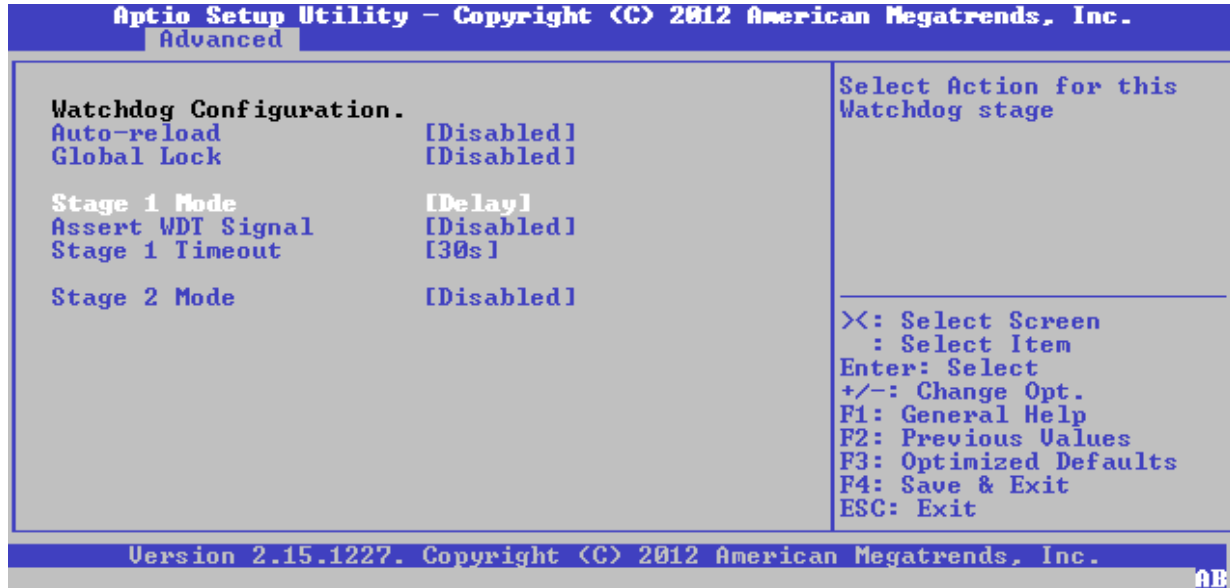 Aptio Setup Utility – Copyright (C) 2012 American Megatrends, Inc.
Advanced
Watchdog Configuration.
Auto-reload [Disabled]
Global Lock [Disabled]
Stage 1 Mode [Delay]
Assert WDT Signal [Disabled]
Stage 1 Timeout [30s]
Stage 2 Mode [Disabled]
Select Action for this
Watchdog stage
><: Select Screen
: Select Item
Enter: Select
+/-: Change Opt.
F1: General Help
F2: Previous Values
F3: Optimized Defaults
F4: Save & Exit
ESC: Exit
Version 2.15.1227. Copyright (C) 2012 American Megatrends, Inc.
AB